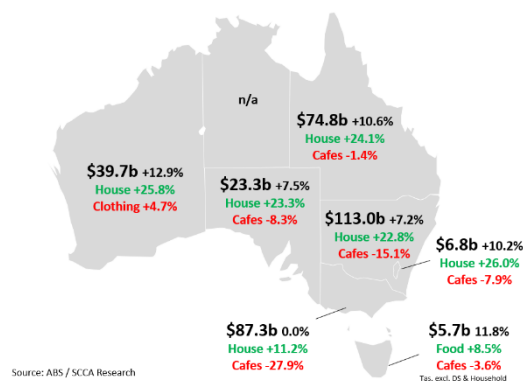 n/a
$74.8b +10.6%
House +24.1%
Cafes -1.4%
$39.7b +12.9%
House +25.8%
Clothing +4.7%
$23.3b +7.5%
House +23.3%
Cafes -8.3%
$113.0b +7.2%
House +22.8%
Cafes -15.1%
$6.8b +10.2%
House +26.0%
Cafes -7.9%
$87.3b 0.0%
House +11.2%
Cafes -27.9%
$5.7b 11.8%
Food +8.5%
Cafes -3.6%
Tas. excl. DS & Household
Source: ABS / SCCA Research